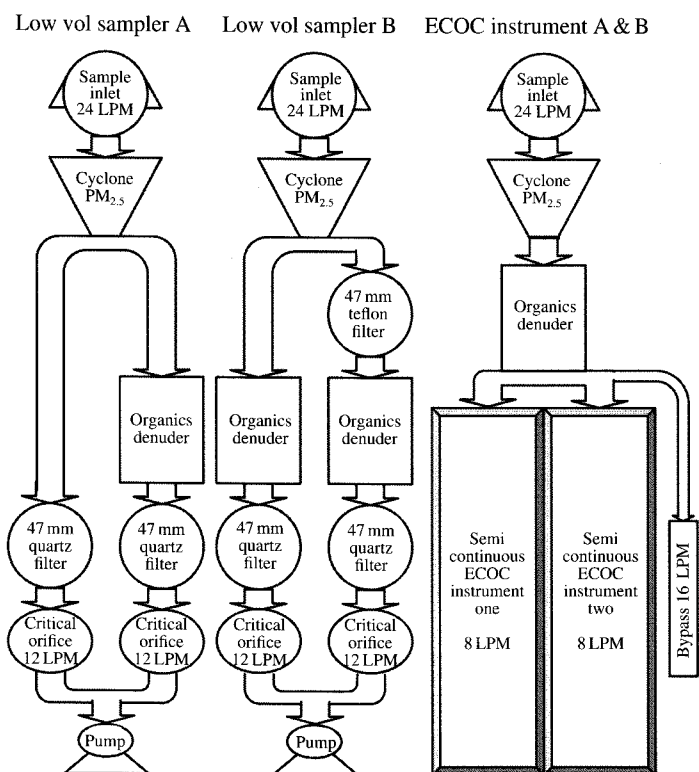 Low vol sampler A
Sample
inlet
24 LPM
Cyclone
PM2.5
Organics
denuder
47 mm
quartz
filter
47 mm
quartz
filter
Critical
orifice
12 LPM
Critical
orifice
12 LPM
Pump
Low vol sampler B
Sample
inlet
24 LPM
Cyclone
PM2.5
47 mm
teflon
filter
Organics
denuder
Organics
denuder
47 mm
quartz
filter
47 mm
quartz
filter
Critical
orifice
12 LPM
Critical
orifice
12 LPM
Pump
ECOC instrument A & B
Sample
inlet
24 LPM
Cyclone
PM2.5
Organics
denuder
Semi
continuous
ECOC
instrument
one
8 LPM
Semi
continuous
ECOC
instrument
two
8 LPM
Bypass 16 LPM